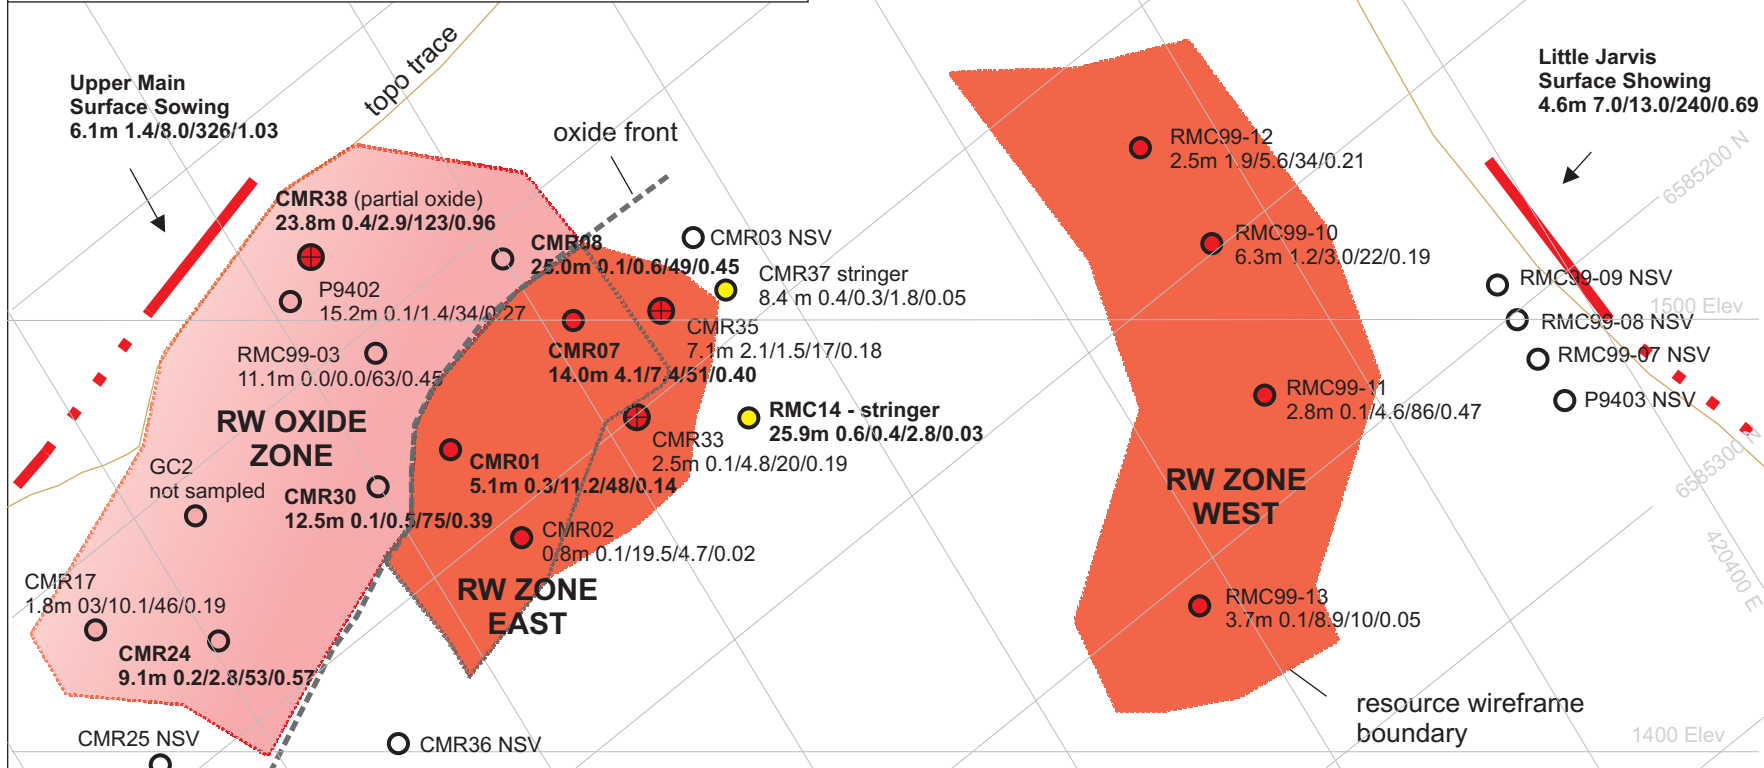 Upper Main
Surface Sowing
6.1m 1.4/8.0/326/1.03
topo trace
oxide front
CMR38 (partial oxide)
23.8m 0.4/2.9/123/0.96
CMR08
25.0m 0.1/0.6/49/0.45
CMR03 NSV
CMR37 stringer
8.4 m 0.4/0.3/1.8/0.05
P9402
15.2m 0.1/1.4/34/0.27
RMC99-03
11.1m 0.0/0.0/63/0.45
CMR35
7.1m 2.1/1.5/17/0.18
CMR07
14.0m 4.1/7.4/51/0.40
RW OXIDE
ZONE
RMC14 - stringer
25.9m 0.6/0.4/2.8/0.03
CMR33
2.5m 0.1/4.8/20/0.19
CMR01
5.1m 0.3/11.2/48/0.14
GC2
not sampled
CMR30
12.5m 0.1/0.5/75/0.39
CMR02
0.8m 0.1/19.5/4.7/0.02
RW ZONE
EAST
CMR17
1.8m 03/10.1/46/0.19
CMR24
9.1m 0.2/2.8/53/0.57
CMR25 NSV
CMR36 NSV
RMC99-12
2.5m 1.9/5.6/34/0.21
RMC99-10
6.3m 1.2/3.0/22/0.19
RMC99-11
2.8m 0.1/4.6/86/0.47
RW ZONE
WEST
RMC99-13
3.7m 0.1/8.9/10/0.05
resource wireframe
boundary
Little Jarvis
Surface Showing
4.6m 7.0/13.0/240/0.69
6585200 N
RMC99-09 NSV
1500 Elev
RMC99-08 NSV
RMC99-07 NSV
P9403 NSV
6585300 N
420400 E
1400 Elev